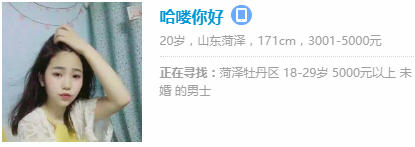 哈喽你好
20岁，山东菏泽，171cm，3001-5000元
正在寻找：菏泽牡丹区 18-29岁 5000元以上 未
婚 的男士